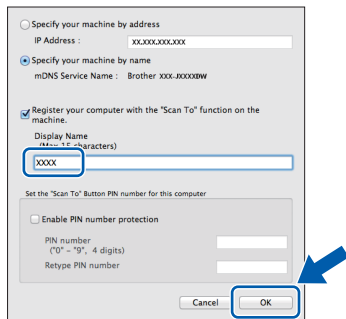 Specify your machine by address
IP Address : XX.XXX.XXX.XXX
Specify your machine by name
mDNS Service Name : Brother XXX-JXXXXDW
Register your computer with the "Scan To" function on the
machine.
Display Name
(Max 15 characters)
XXXX
Set the "Scan To" Button PIN number for this computer
Enable PIN number protection
PIN number
("0" – "9", 4 digits)
Retype PIN number
Cancel OK